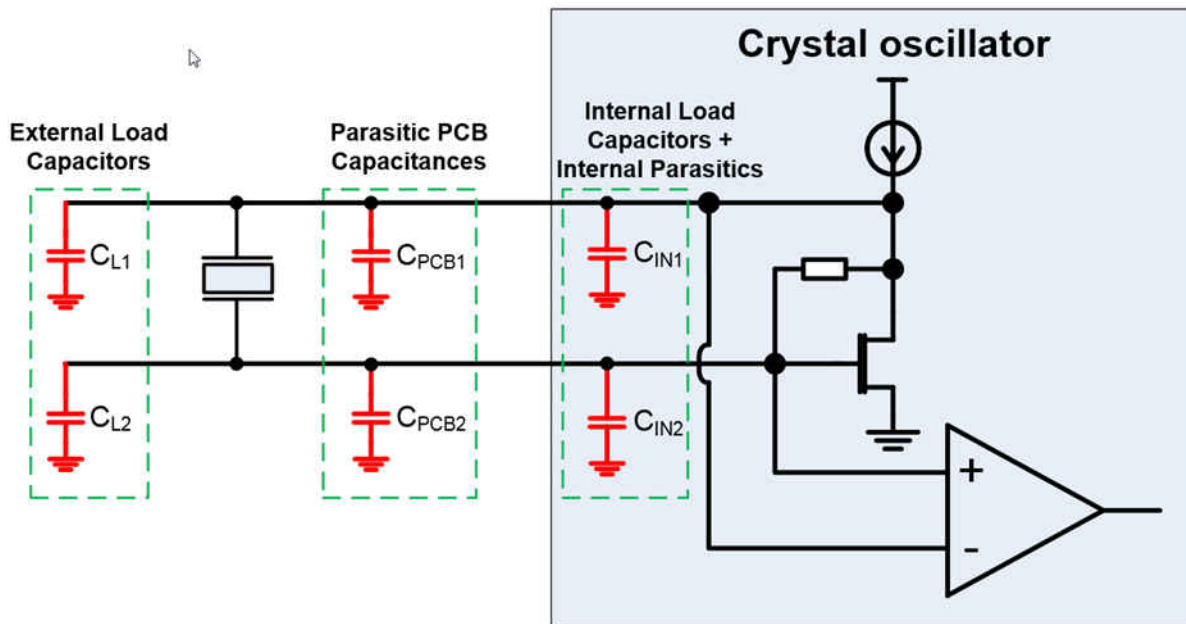 Crystal oscillator
External Load
Capacitors
Parasitic PCB
Capacitances
Internal Load
Capacitors +
Internal Parasitics
CL1
CPCB1
CIN1
CL2
CPCB2
CIN2
+
-